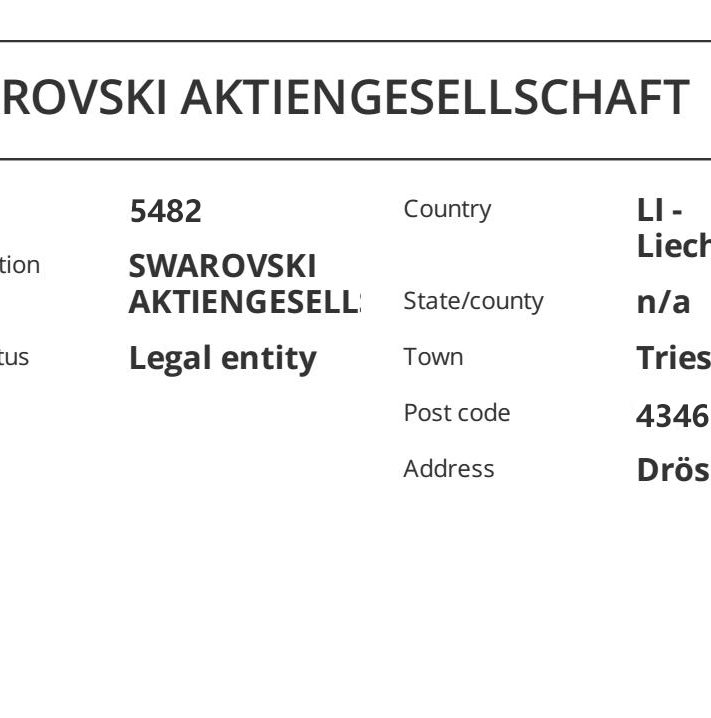 ROVSKI AKTIENGESELLSCHAFT
5482
tion
SWAROVSKI
AKTIENGESELL
tus
Legal entity
Country
LI -
Liech
State/county
n/a
Town
Tries
Post code
4346
Address
Drös